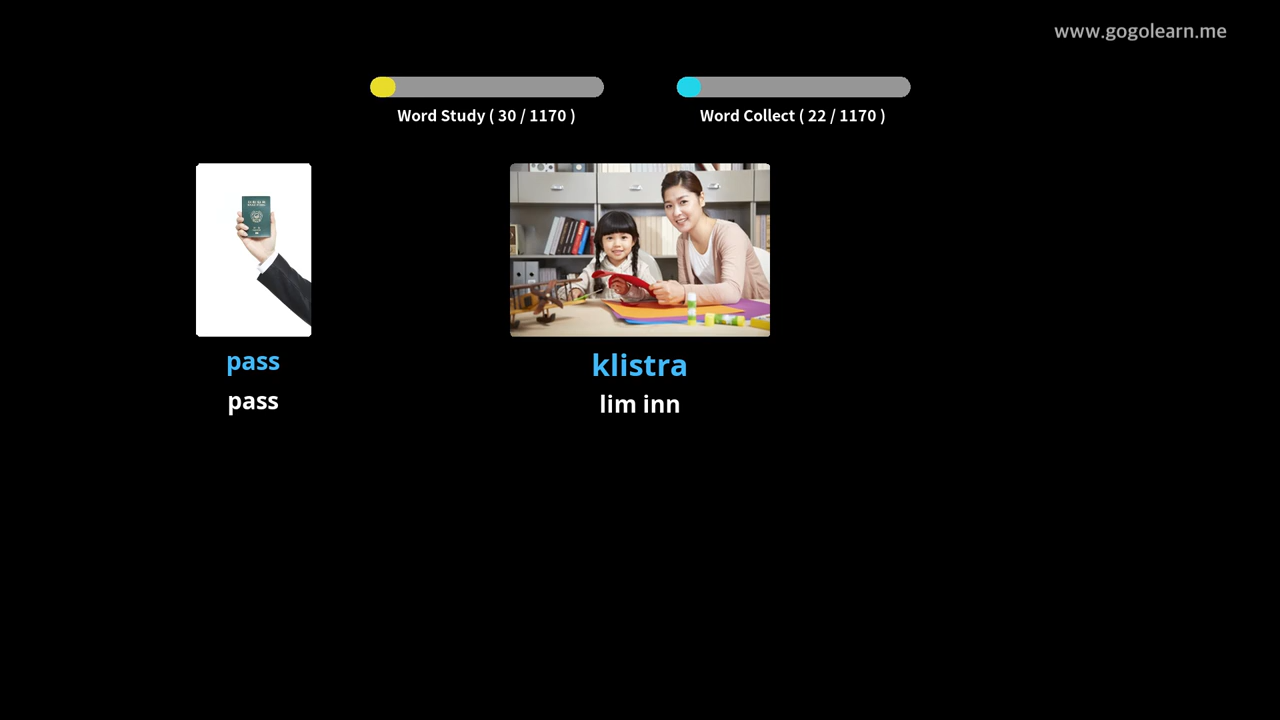 www.gogolearn.me
Word Study ( 30 / 1170 )
Word Collect ( 22 / 1170 )
pass
pass
klistra
lim inn